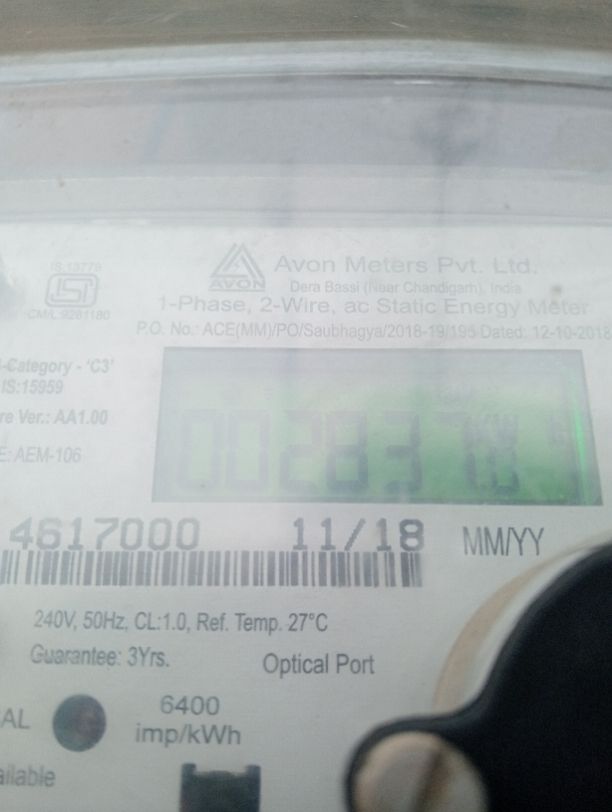 IS:13779
ISI
CM/L:9261180
AVON
Avon Meters Pvt. Ltd.
Dera Bassi (Near Chandigarh), India
1-Phase, 2-Wire, ac Static Energy Meter
P.O. No.: ACE(MM)/PO/Saubhagya/2018-19/195 Dated: 12-10-2018
-Category - 'C3'
IS:15959
re Ver.: AA1.00
E: AEM-106
002837
4617000 11/18 MM/YY
240V, 50Hz, CL:1.0, Ref. Temp. 27°C
Guarantee: 3Yrs.
Optical Port
AL
6400
imp/kWh
ailable